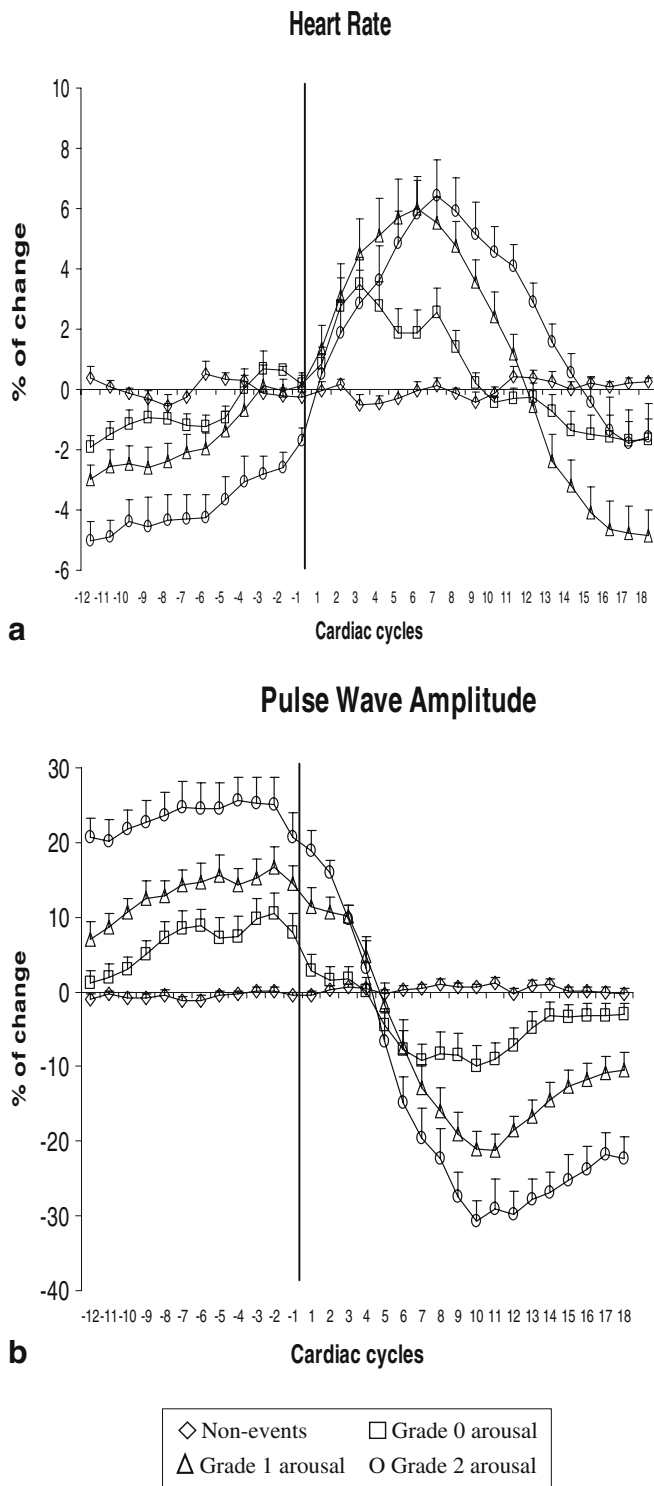 Heart Rate
10
8
6
4
2
0
-2
-4
-6
% of change
-12 -11 -10 -9 -8 -7 -6 -5 -4 -3 -2 -1 1 2 3 4 5 6 7 8 9 10 11 12 13 14 15 16 17 18
Cardiac cycles
a
Pulse Wave Amplitude
30
20
10
0
-10
-20
-30
-40
% of change
-12 -11 -10 -9 -8 -7 -6 -5 -4 -3 -2 -1 1 2 3 4 5 6 7 8 9 10 11 12 13 14 15 16 17 18
Cardiac cycles
b
Non-events Grade 0 arousal
Grade 1 arousal Grade 2 arousal